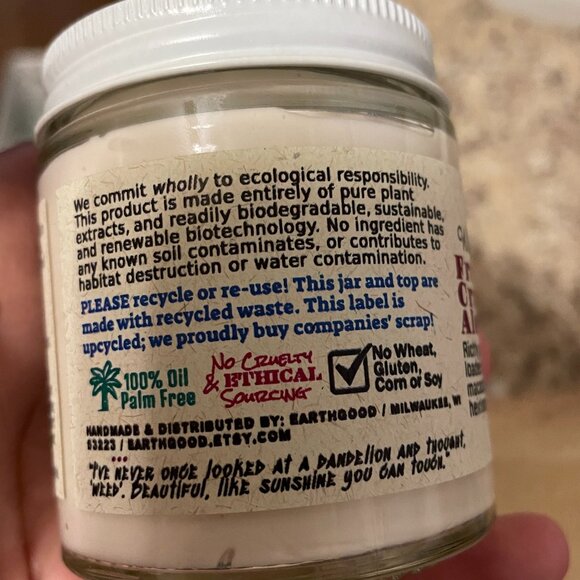 We commit wholly to ecological responsibility.
This product is made entirely of pure plant
extracts, and readily biodegradable, sustainable,
and renewable biotechnology. No ingredient has
any known soil contaminates, or contributes to
habitat destruction or water contamination.
PLEASE recycle or re-use! This jar and top are
made with recycled waste. This label is
upcycled; we proudly buy companies' scrap!
100% Oil
Palm Free
No Cruelty
& ETHICAL
Sourcing
No Wheat,
Gluten,
Corn or Soy
HANDMADE & DISTRIBUTED BY: EARTHGOOD / MILWAUKEE, WI
53223 / EARTHGOOD.ETSY.COM
"I'VE NEVER ONCE LOOKED AT A DANDELION AND THOUGHT,
'WEED'. BEAUTIFUL, LIKE SUNSHINE YOU CAN TOUCH."